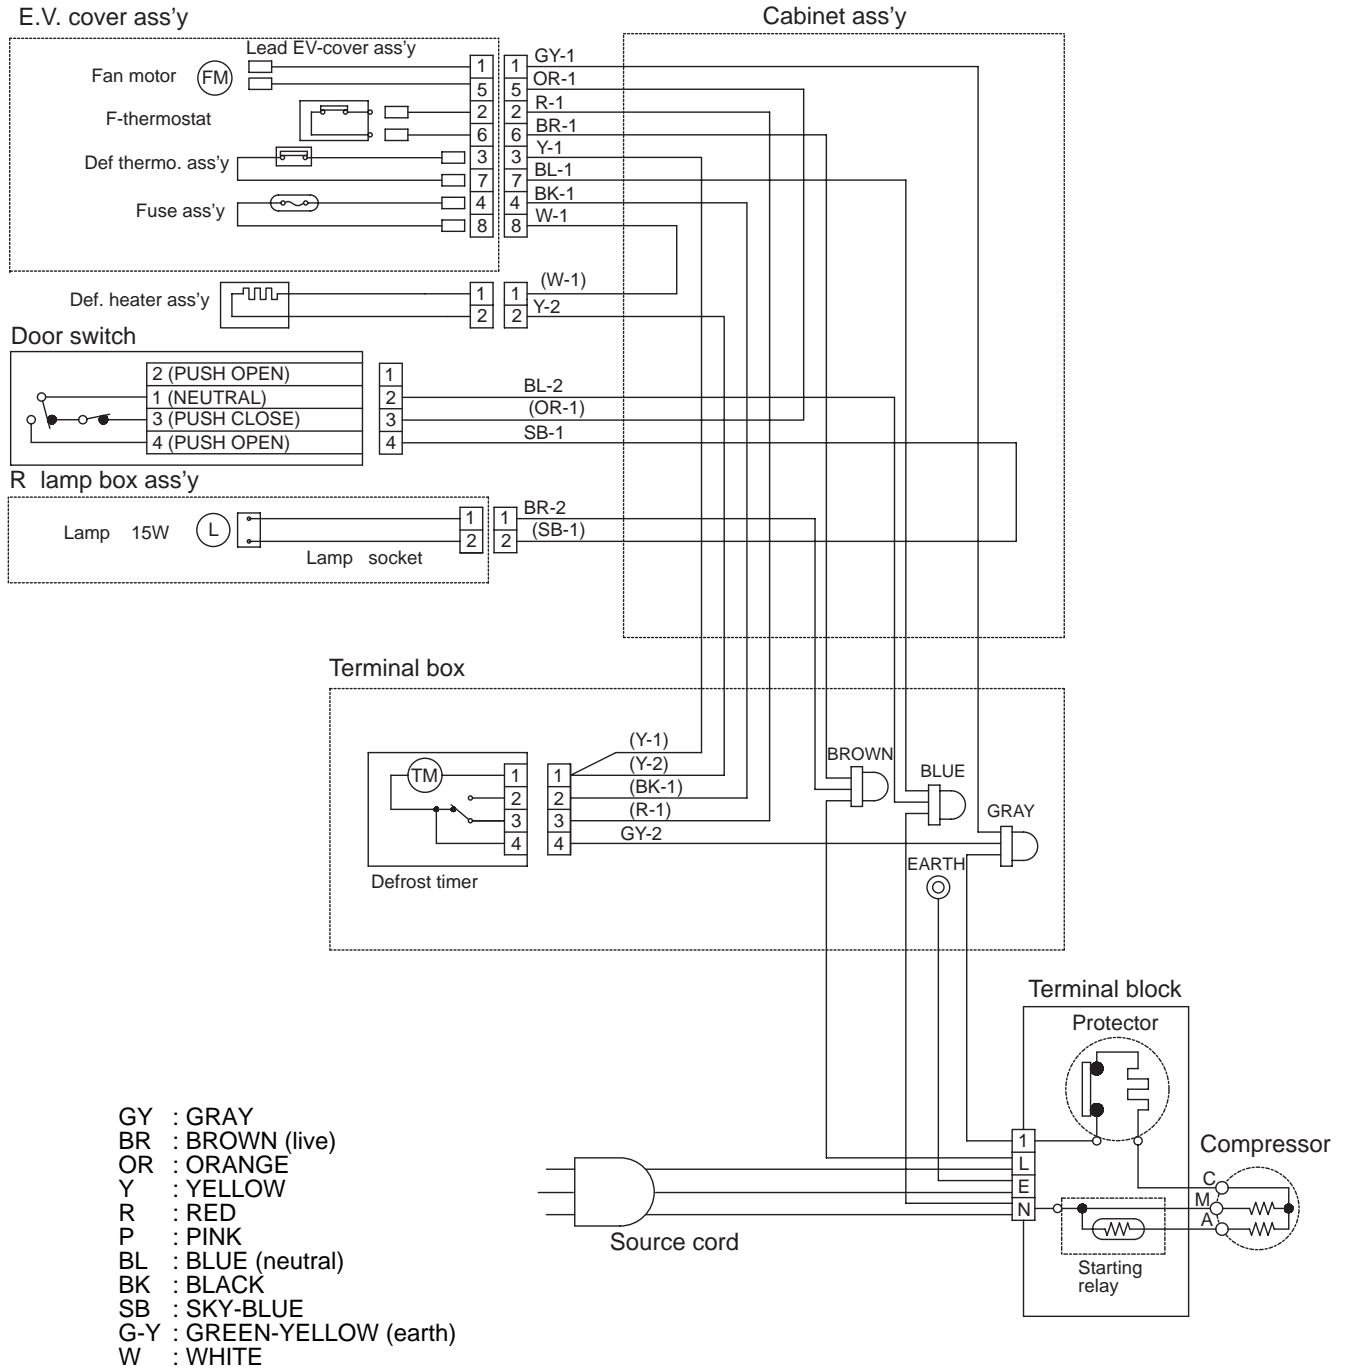 E.V. cover ass'y
Cabinet ass'y
Lead EV-cover ass'y
Fan motor FM
F-thermostat
Def thermo. ass'y
Fuse ass'y
1 1 GY-1
5 5 OR-1
2 2 R-1
6 6 BR-1
3 3 Y-1
7 7 BL-1
4 4 BK-1
8 8 W-1
Def. heater ass'y
1 1 (W-1)
2 2 Y-2
Door switch
2 (PUSH OPEN) 1
1 (NEUTRAL) 2 BL-2
3 (PUSH CLOSE) 3 (OR-1)
4 (PUSH OPEN) 4 SB-1
R lamp box ass'y
Lamp 15W L
Lamp socket
1 1 BR-2
2 2 (SB-1)
Terminal box
TM
1 1 (Y-1)
(Y-2)
2 2 (BK-1)
3 3 (R-1)
4 4 GY-2
Defrost timer
BROWN
BLUE
GRAY
EARTH
Terminal block
Protector
1
L
E
N
Compressor
C
M
A
Starting
relay
Source cord
GY : GRAY
BR : BROWN (live)
OR : ORANGE
Y : YELLOW
R : RED
P : PINK
BL : BLUE (neutral)
BK : BLACK
SB : SKY-BLUE
G-Y : GREEN-YELLOW (earth)
W : WHITE